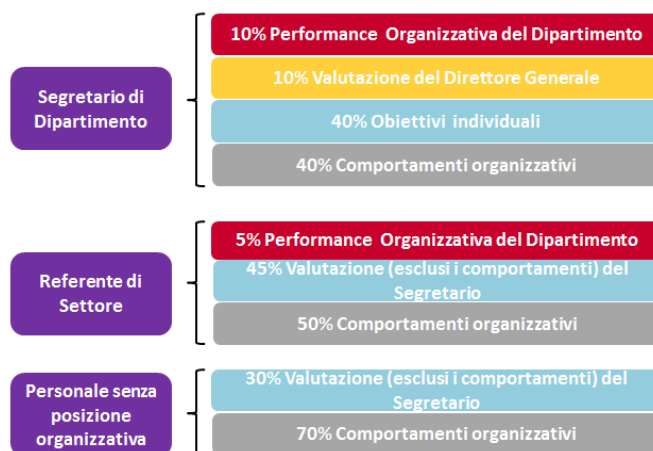 Segretario di
Dipartimento
10% Performance Organizzativa del Dipartimento
10% Valutazione del Direttore Generale
40% Obiettivi individuali
40% Comportamenti organizzativi
Referente di
Settore
5% Performance Organizzativa del Dipartimento
45% Valutazione (esclusi i comportamenti) del
Segretario
50% Comportamenti organizzativi
Personale senza
posizione
organizzativa
30% Valutazione (esclusi i comportamenti) del
Segretario
70% Comportamenti organizzativi